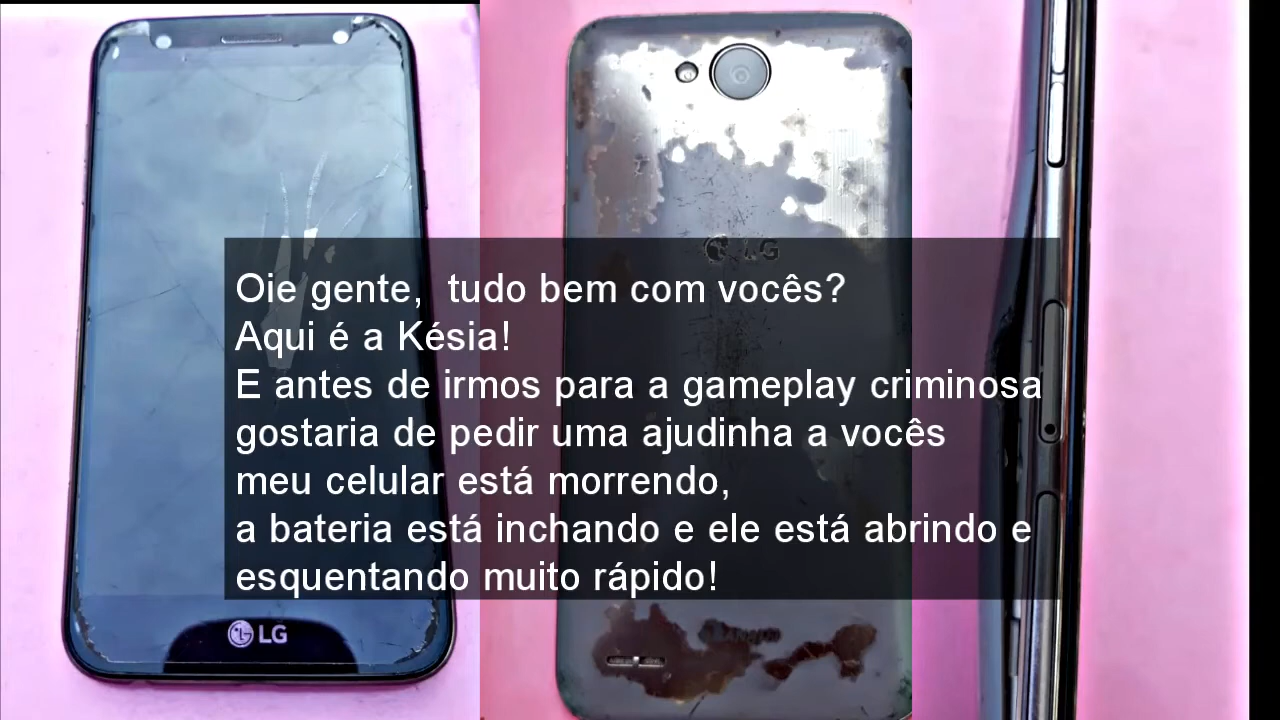 LG
Oie gente,  tudo bem com vocês?
Aqui é a Késia!
E antes de irmos para a gameplay criminosa
gostaria de pedir uma ajudinha a vocês
meu celular está morrendo,
a bateria está inchando e ele está abrindo e
esquentando muito rápido!
LG